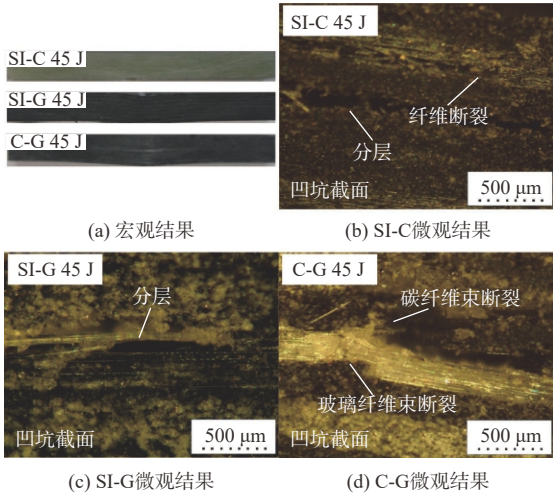 SI-C 45 J
SI-G 45 J
C-G 45 J
(a) 宏观结果
SI-C 45 J
纤维断裂
分层
凹坑截面
500 μm
(b) SI-C微观结果
SI-G 45 J
分层
凹坑截面
500 μm
(c) SI-G微观结果
C-G 45 J
碳纤维束断裂
玻璃纤维束断裂
凹坑截面
500 μm
(d) C-G微观结果